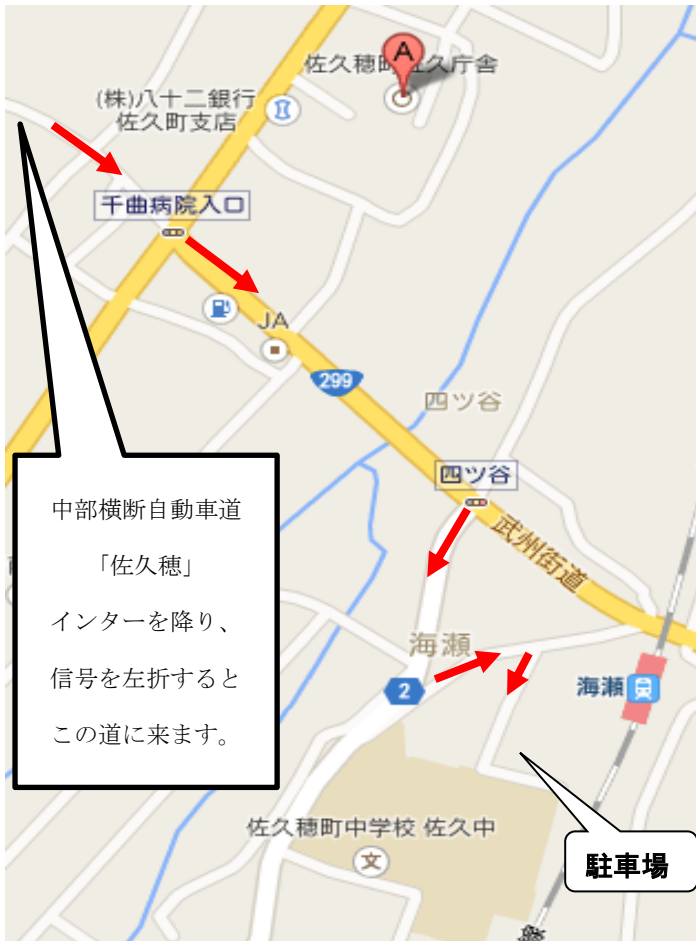 A
佐久穂町佐久庁舎
(株)八十二銀行
佐久町支店
千曲病院入口
JA
299
四ツ谷
四ツ谷
武州街道
中部横断自動車道
「佐久穂」
インターを降り、
信号を左折すると
この道に来ます。
海瀬
2
海瀬
佐久穂町中学校 佐久中
文
駐車場